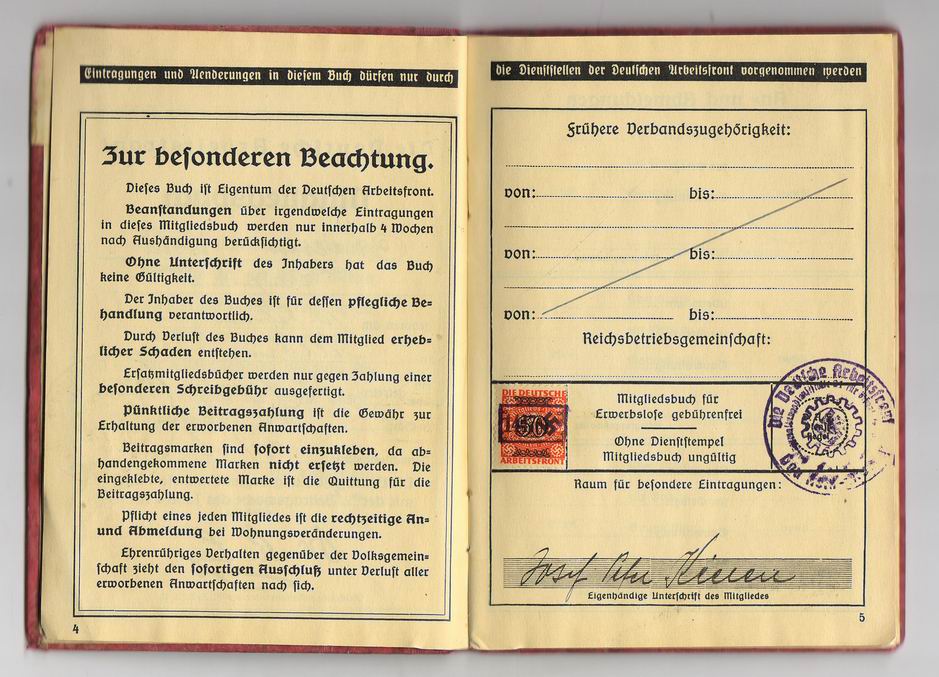 Eintragungen und Aenderungen in diesem Buch dürfen nur durch
Zur besonderen Beachtung.
Dieses Buch ist Eigentum der Deutschen Arbeitsfront.
Beanstandungen über irgendwelche Eintragungen
in dieses Mitgliedsbuch werden nur innerhalb 4 Wochen
nach Aushändigung berücksichtigt.
Ohne Unterschrift des Inhabers hat das Buch
keine Gültigkeit.
Der Inhaber des Buches ist für dessen pflegliche Be-
handlung verantwortlich.
Durch Verlust des Buches kann dem Mitglied erheb-
licher Schaden entstehen.
Ersatzmitgliedsbücher werden nur gegen Zahlung einer
besonderen Schreibgebühr ausgefertigt.
Pünktliche Beitragszahlung ist die Gewähr zur
Erhaltung der erworbenen Anwartschaften.
Beitragsmarken sind sofort einzukleben, da ab-
handengekommene Marken nicht ersetzt werden. Die
eingeklebte, entwertete Marke ist die Quittung für die
Beitragszahlung.
Pflicht eines jeden Mitgliedes ist die rechtzeitige An-
und Abmeldung bei Wohnungsveränderungen.
Ehrenrühriges Verhalten gegenüber der Volksgemein-
schaft zieht den sofortigen Ausschluß unter Verlust aller
erworbenen Anwartschaften nach sich.
4
die Dienststellen der Deutschen Arbeitsfront vorgenommen werden
Frühere Verbandszugehörigkeit:
von: bis:
von: bis:
von: bis:
Reichsbetriebsgemeinschaft:
DIE DEUTSCHE
ARBEITSFRONT
Mitgliedsbuch für
Erwerbslose gebührenfrei
Ohne Dienststempel
Mitgliedsbuch ungültig
Die Deutsche Arbeitsfront
Gau
Raum für besondere Eintragungen:
Josef Peter
Eigenhändige Unterschrift des Mitgliedes
5